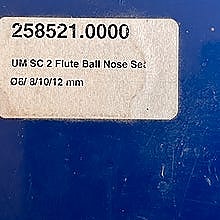 258521.0000
UM SC 2 Flute Ball Nose Set
Ø6/ 8/10/12 mm